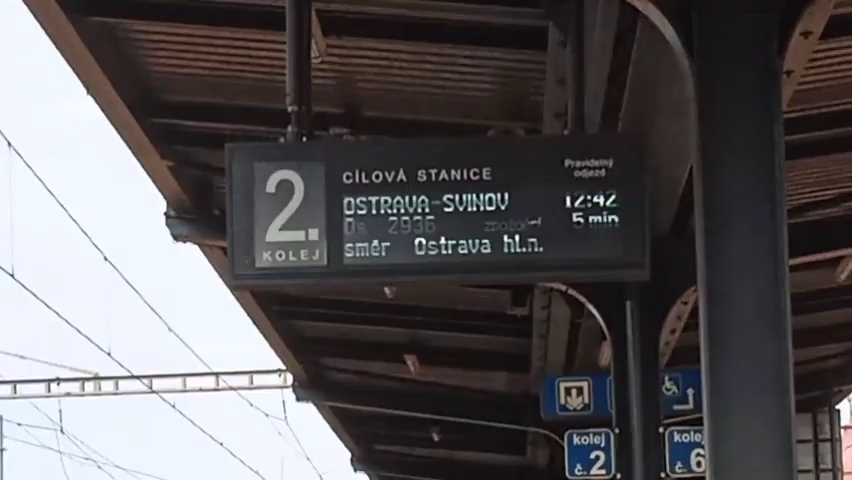 2.
KOLEJ
CÍLOVÁ STANICE
Pravidelný
odjezd
OSTRAVA-SVINOV 12:42
Os 2936 zpoždění 5 min
směr Ostrava hl.n.
kolej
č.2
kolej
č.6